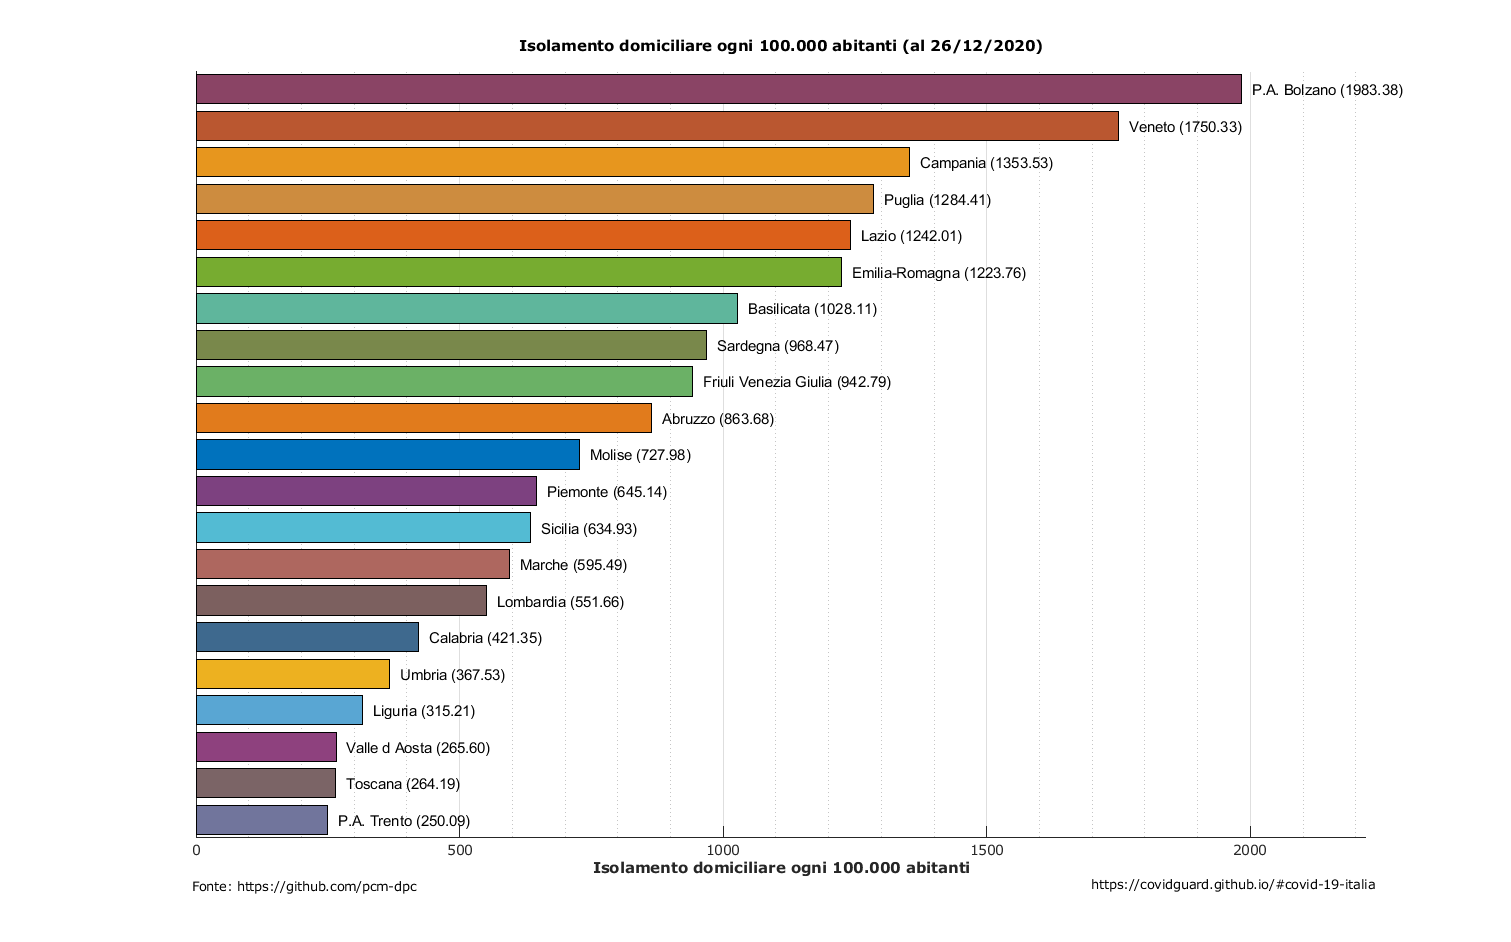 Isolamento domiciliare ogni 100.000 abitanti (al 26/12/2020)
P.A. Bolzano (1983.38)
Veneto (1750.33)
Campania (1353.53)
Puglia (1284.41)
Lazio (1242.01)
Emilia-Romagna (1223.76)
Basilicata (1028.11)
Sardegna (968.47)
Friuli Venezia Giulia (942.79)
Abruzzo (863.68)
Molise (727.98)
Piemonte (645.14)
Sicilia (634.93)
Marche (595.49)
Lombardia (551.66)
Calabria (421.35)
Umbria (367.53)
Liguria (315.21)
Valle d Aosta (265.60)
Toscana (264.19)
P.A. Trento (250.09)
0 500 1000 1500 2000
Isolamento domiciliare ogni 100.000 abitanti
Fonte: https://github.com/pcm-dpc
https://covidguard.github.io/#covid-19-italia